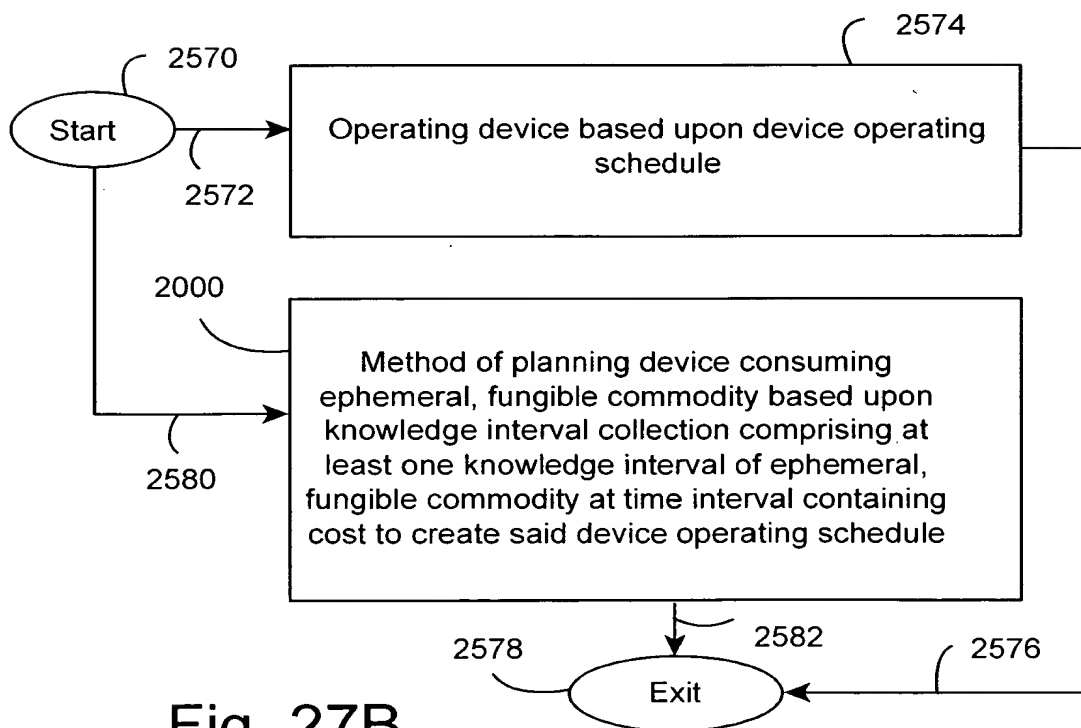 2570
2574
Start
2572
Operating device based upon device operating
schedule
2000
Method of planning device consuming
ephemeral, fungible commodity based upon
knowledge interval collection comprising at
least one knowledge interval of ephemeral,
fungible commodity at time interval containing
cost to create said device operating schedule
2580
2582
2578
2576
Exit
Fig. 27B